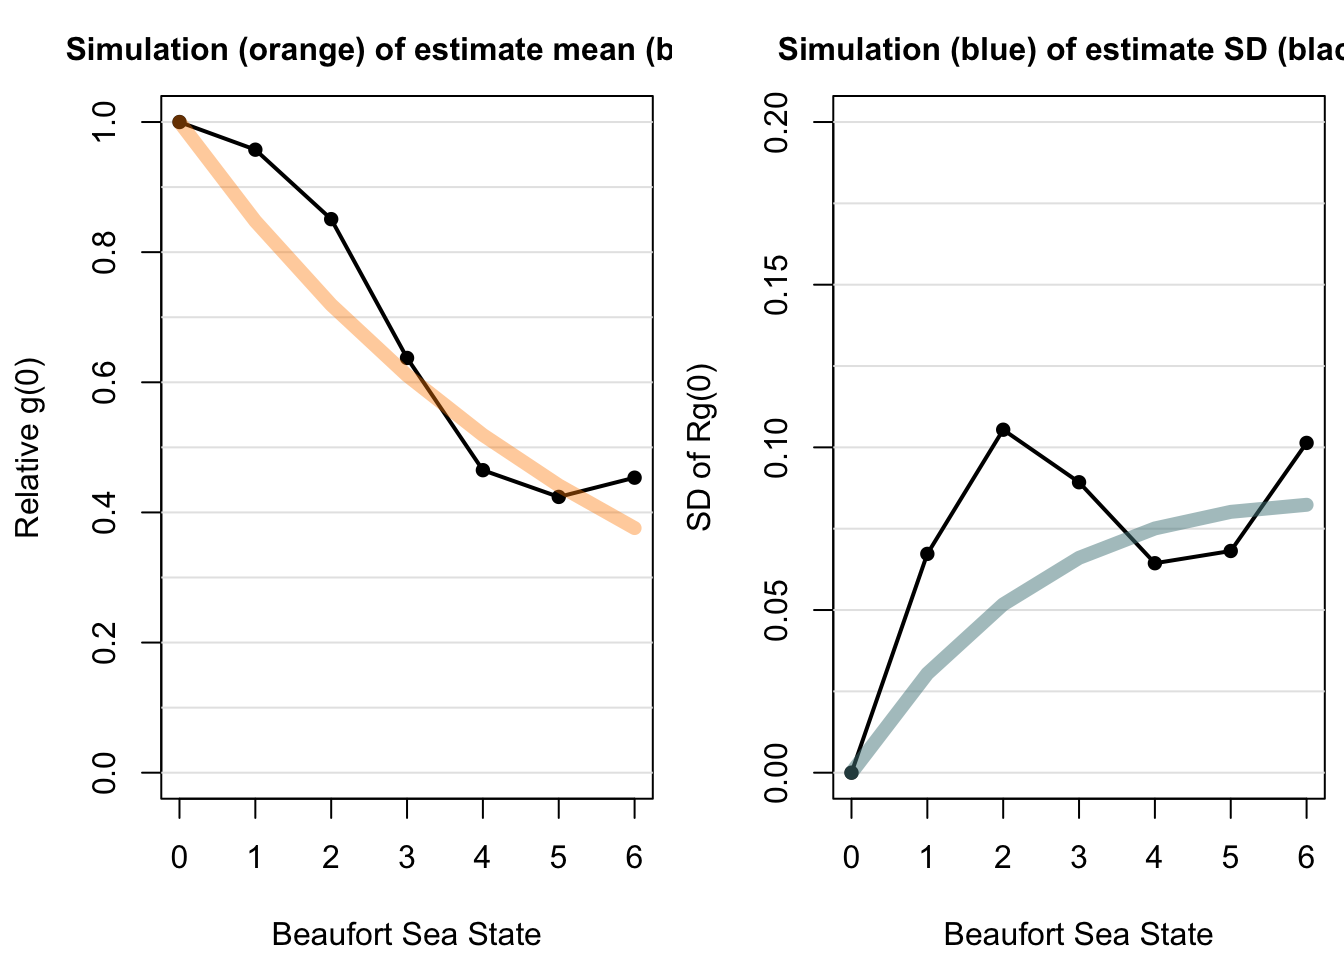 Simulation (orange) of estimate mean (b
Relative g(0)
1.0
0.8
0.6
0.4
0.2
0.0
0 1 2 3 4 5 6
Beaufort Sea State
Simulation (blue) of estimate SD (blac
SD of Rg(0)
0.20
0.15
0.10
0.05
0.00
0 1 2 3 4 5 6
Beaufort Sea State